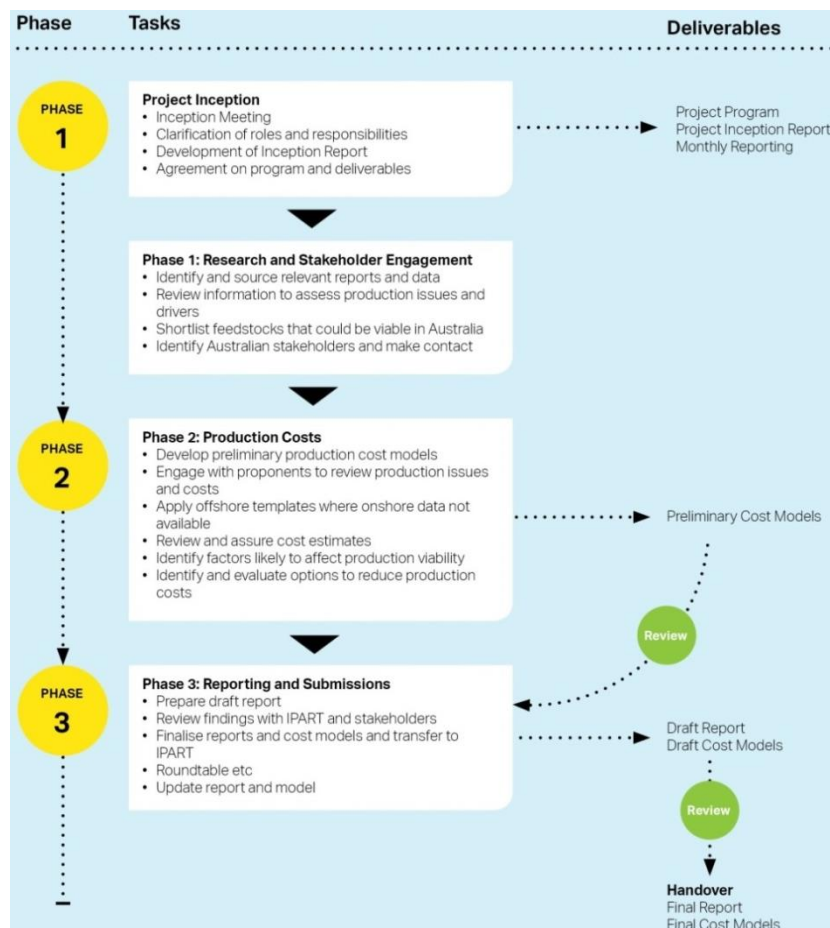 Phase Tasks Deliverables
PHASE
1
Project Inception
• Inception Meeting
• Clarification of roles and responsibilities
• Development of Inception Report
• Agreement on program and deliverables
Project Program
Project Inception Report
Monthly Reporting
Phase 1: Research and Stakeholder Engagement
• Identify and source relevant reports and data
• Review information to assess production issues and
drivers
• Shortlist feedstocks that could be viable in Australia
• Identify Australian stakeholders and make contact
PHASE
2
Phase 2: Production Costs
• Develop preliminary production cost models
• Engage with proponents to review production issues
and costs
• Apply offshore templates where onshore data not
available
• Review and assure cost estimates
• Identify factors likely to affect production viability
• Identify and evaluate options to reduce production
costs
Preliminary Cost Models
Review
PHASE
3
Phase 3: Reporting and Submissions
• Prepare draft report
• Review findings with IPART and stakeholders
• Finalise reports and cost models and transfer to
IPART
• Roundtable etc
• Update report and model
Draft Report
Draft Cost Models
Review
Handover
Final Report
Final Cost Models